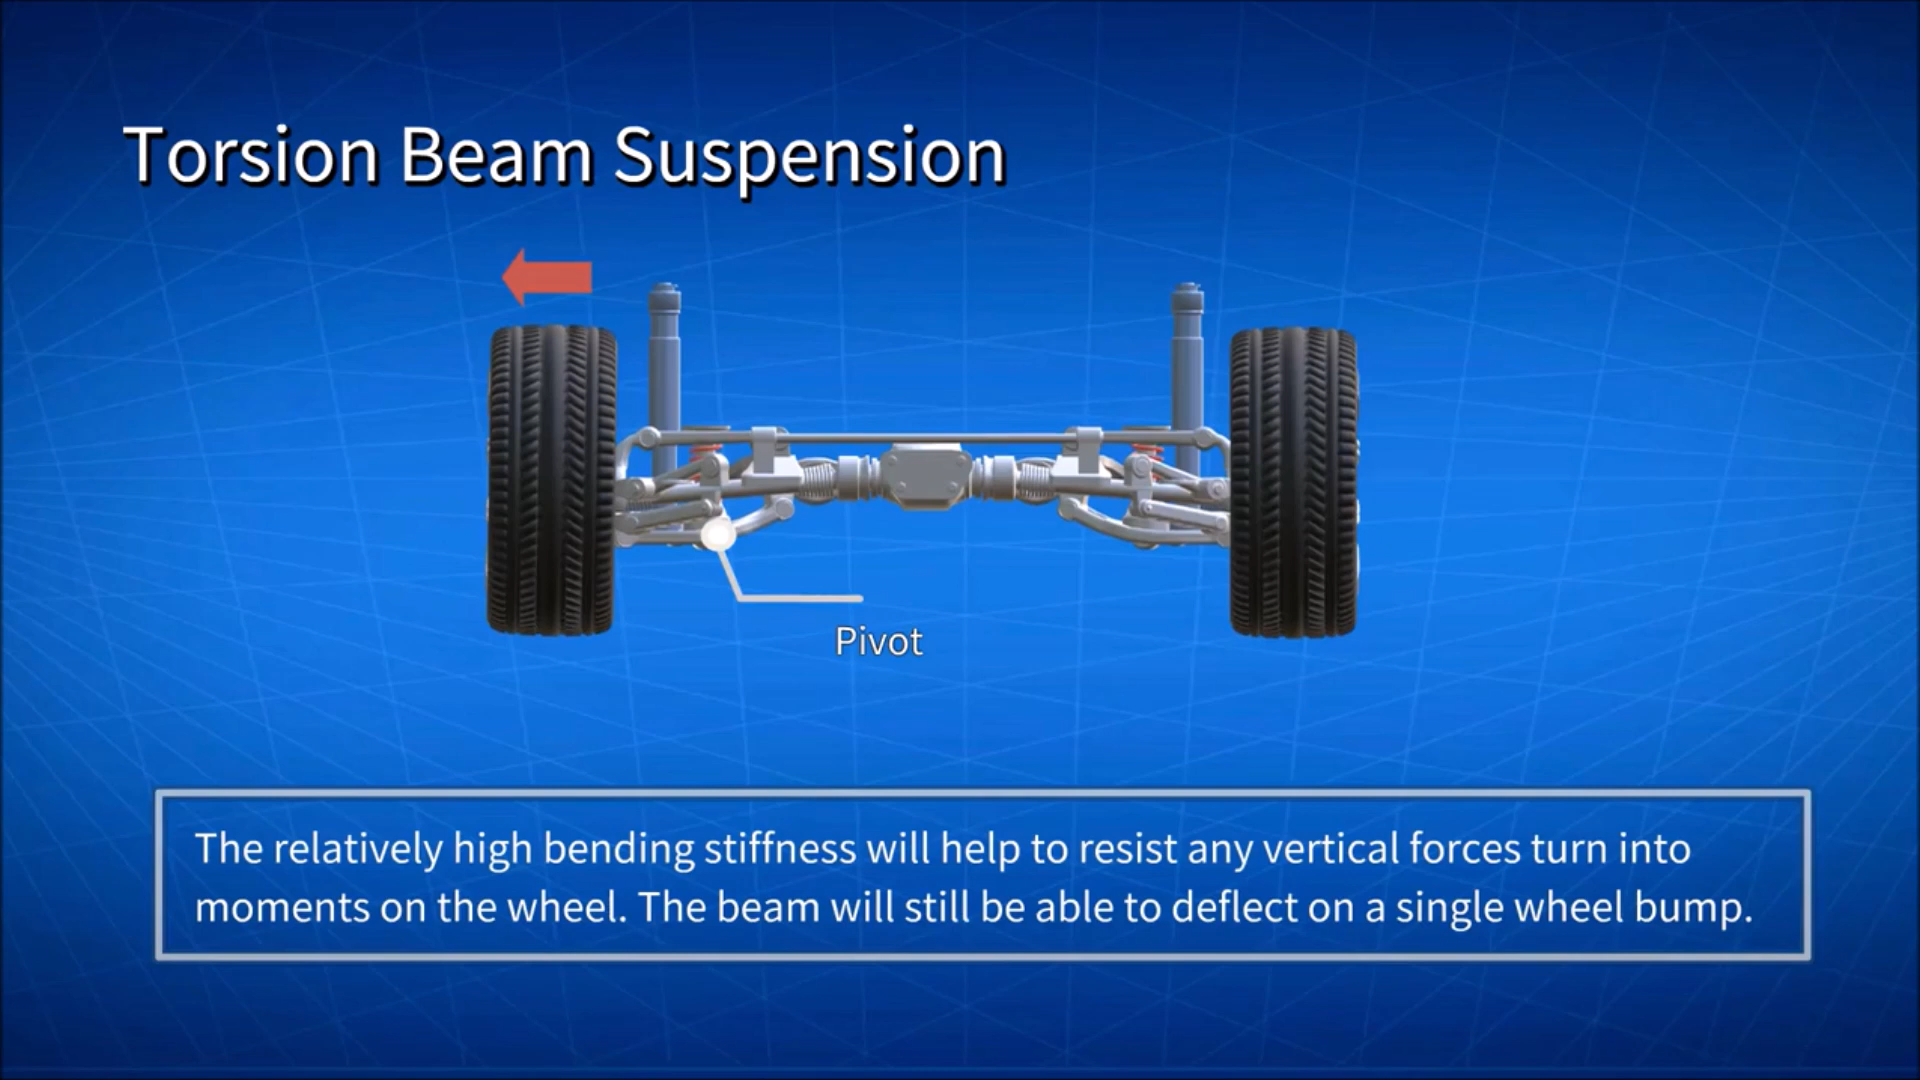 Torsion Beam Suspension
Pivot
The relatively high bending stiffness will help to resist any vertical forces turn into
moments on the wheel. The beam will still be able to deflect on a single wheel bump.